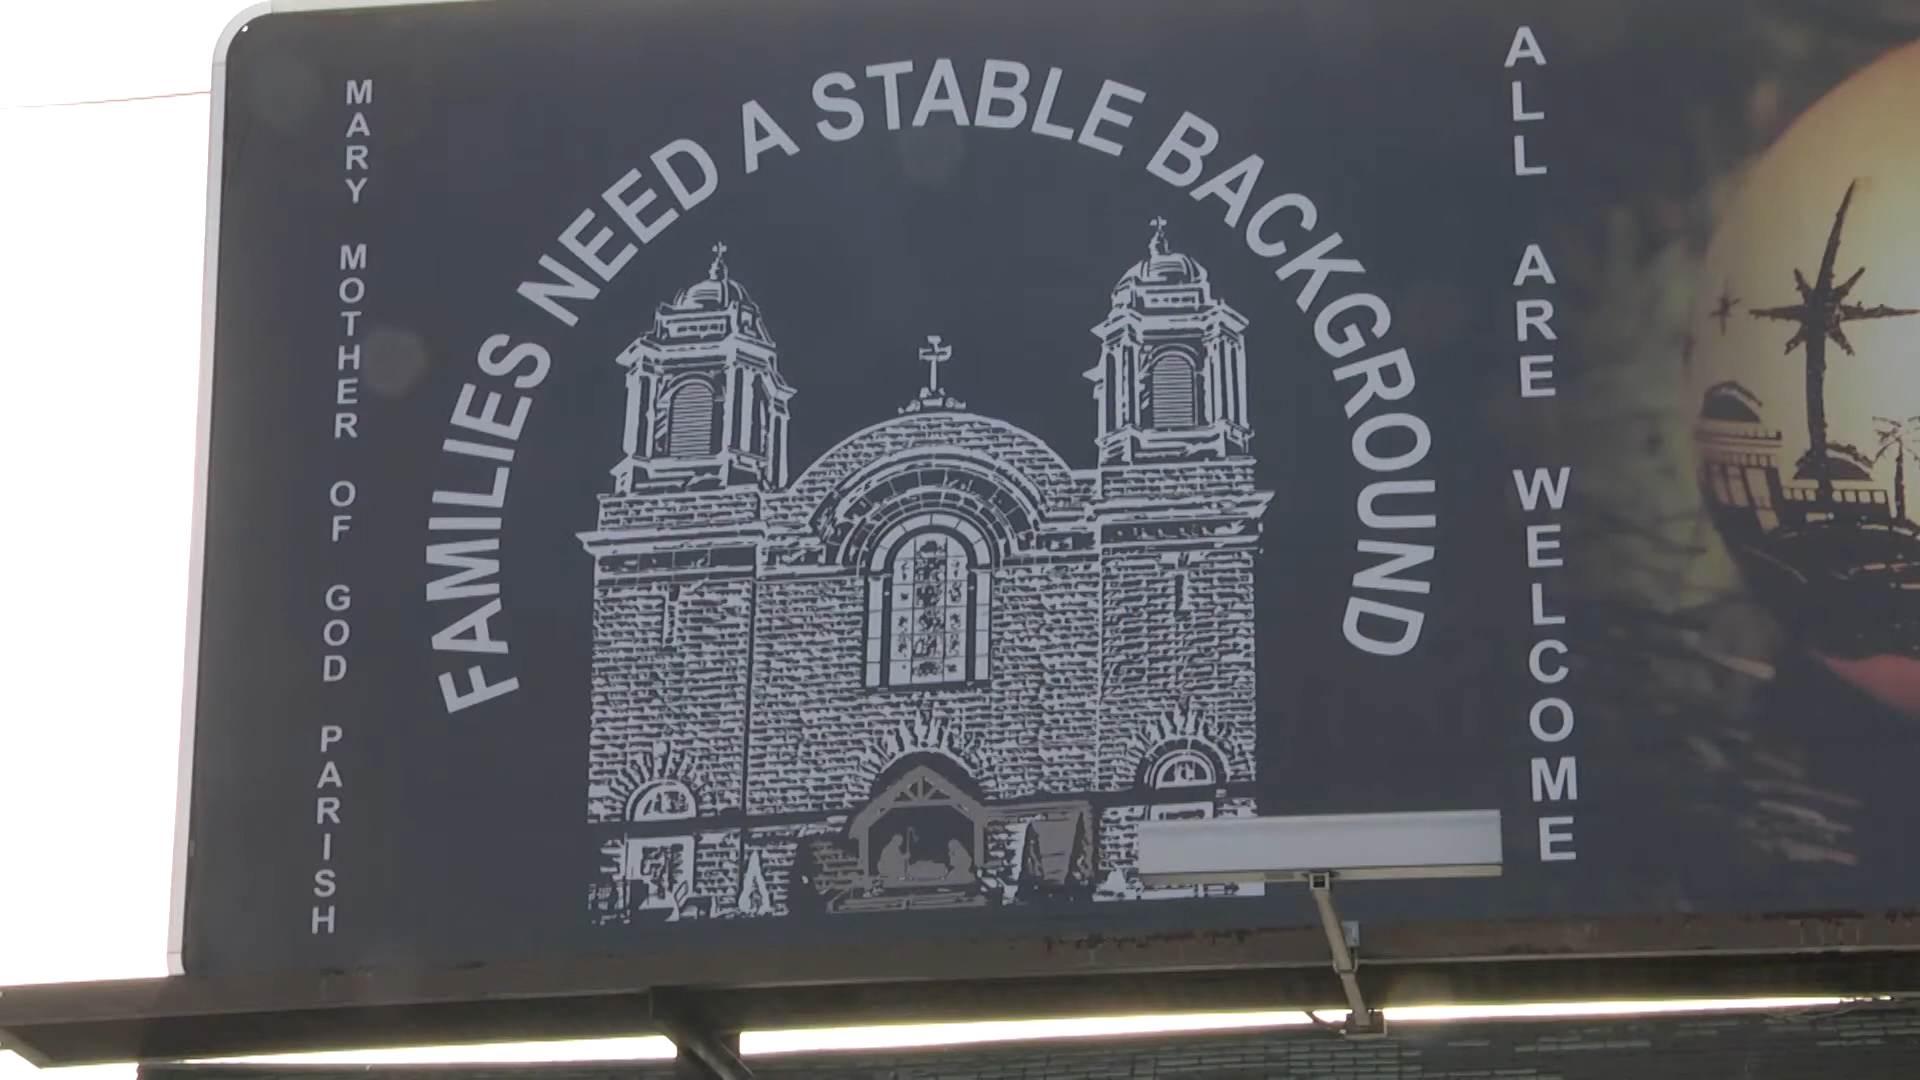 MARY MOTHER OF GOD PARISH
FAMILIES NEED A STABLE BACKGROUND
ALL ARE WELCOME